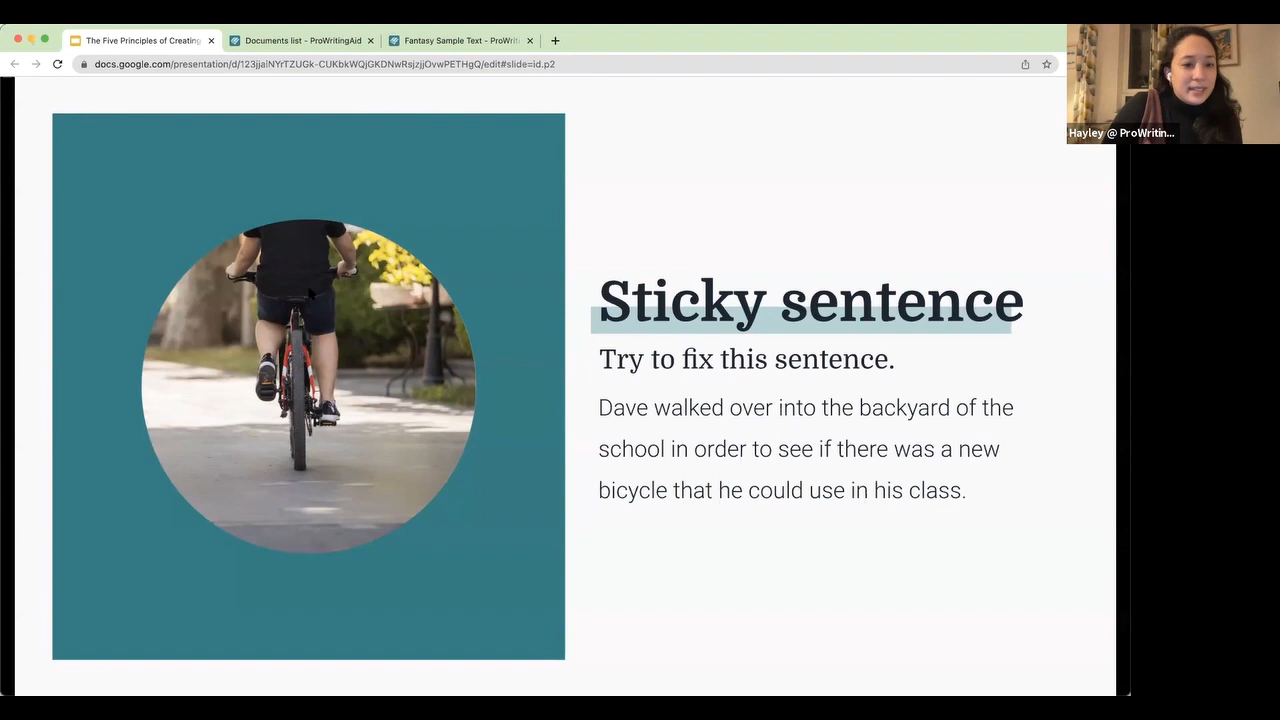 The Five Principles of Creating
Documents list - ProWritingAid
Fantasy Sample Text - ProWriti
docs.google.com/presentation/d/123jjalNYrTZUGk-CUKbkWQjGKDNwRsjzjjOvwPETHgQ/edit#slide=id.p2
Hayley @ ProWritin...
Sticky sentence
Try to fix this sentence.
Dave walked over into the backyard of the
school in order to see if there was a new
bicycle that he could use in his class.